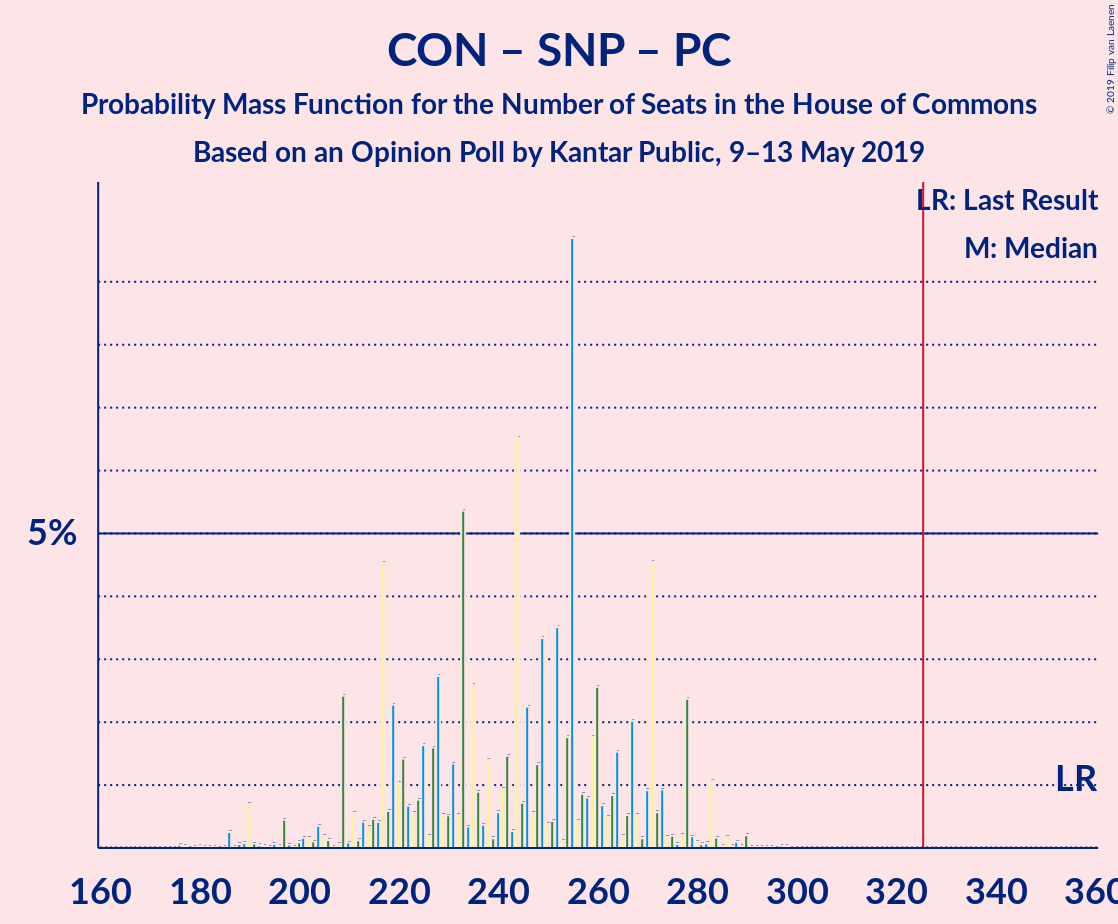 CON – SNP – PC
Probability Mass Function for the Number of Seats in the House of Commons
Based on an Opinion Poll by Kantar Public, 9–13 May 2019
© 2019 Filip van Laenen
LR: Last Result
M: Median
5%
LR
160 180 200 220 240 260 280 300 320 340 360